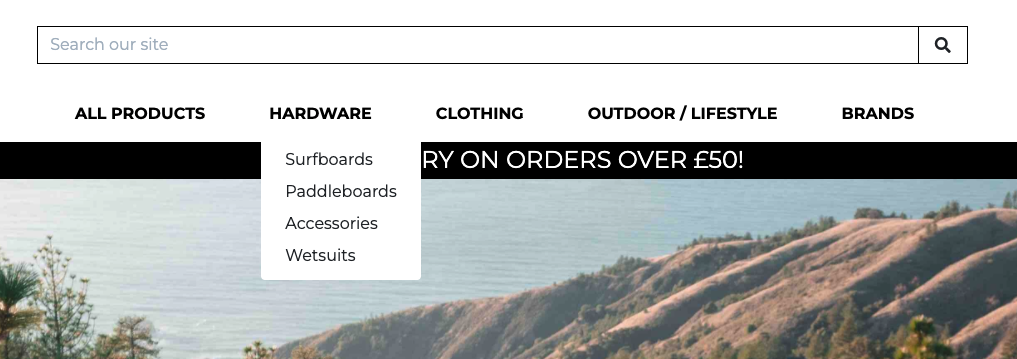 Search our site
ALL PRODUCTS HARDWARE CLOTHING OUTDOOR / LIFESTYLE BRANDS
RY ON ORDERS OVER £50!
Surfboards
Paddleboards
Accessories
Wetsuits